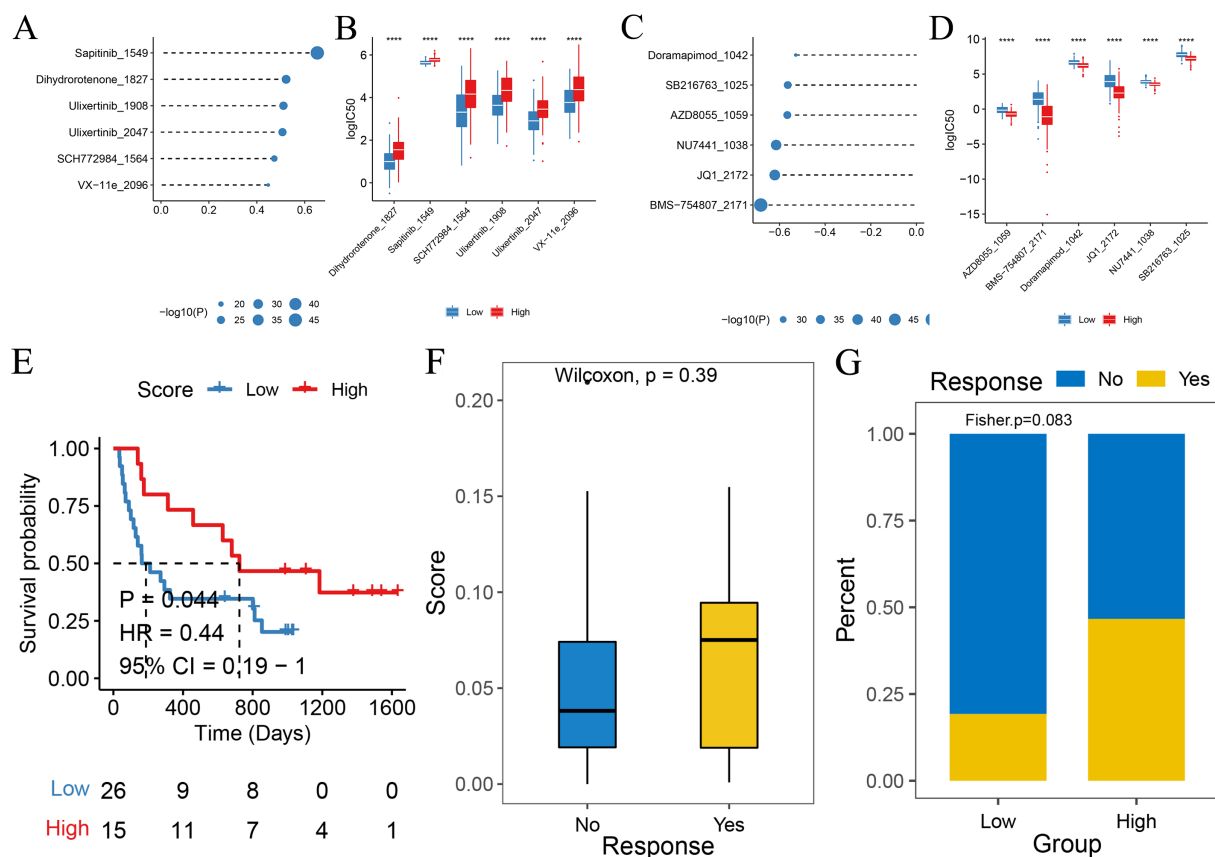 A
Sapitinib_1549
Dihydrorotenone_1827
Ulixertinib_1908
Ulixertinib_2047
SCH772984_1564
VX−11e_2096
0.0 0.2 0.4 0.6
−log10(P) 20 30 40
25 35 45
B
**** **** **** **** **** ****
logIC50
6
4
2
0
Dihydrorotenone_1827
Sapitinib_1549
SCH772984_1564
Ulixertinib_1908
Ulixertinib_2047
VX−11e_2096
Low High
C
Doramapimod_1042
SB216763_1025
AZD8055_1059
NU7441_1038
JQ1_2172
BMS−754807_2171
−0.6 −0.4 −0.2 0.0
−log10(P) 30 35 40 45
D
**** **** **** **** **** ****
logIC50
10
5
0
−5
−10
−15
AZD8055_1059
BMS−754807_2171
Doramapimod_1042
JQ1_2172
NU7441_1038
SB216763_1025
Low High
E
Score Low High
Survival probability
1.00
0.75
0.50
0.25
0.00
P = 0.044
HR = 0.44
95% CI = 0.19 − 1
0 400 800 1200 1600
Time (Days)
Low 26 9 8 0 0
High 15 11 7 4 1
F
Wilcoxon, p = 0.39
Score
0.20
0.15
0.10
0.05
0.00
No Yes
Response
G
Response No Yes
Fisher.p=0.083
Percent
1.00
0.75
0.50
0.25
0.00
Low High
Group